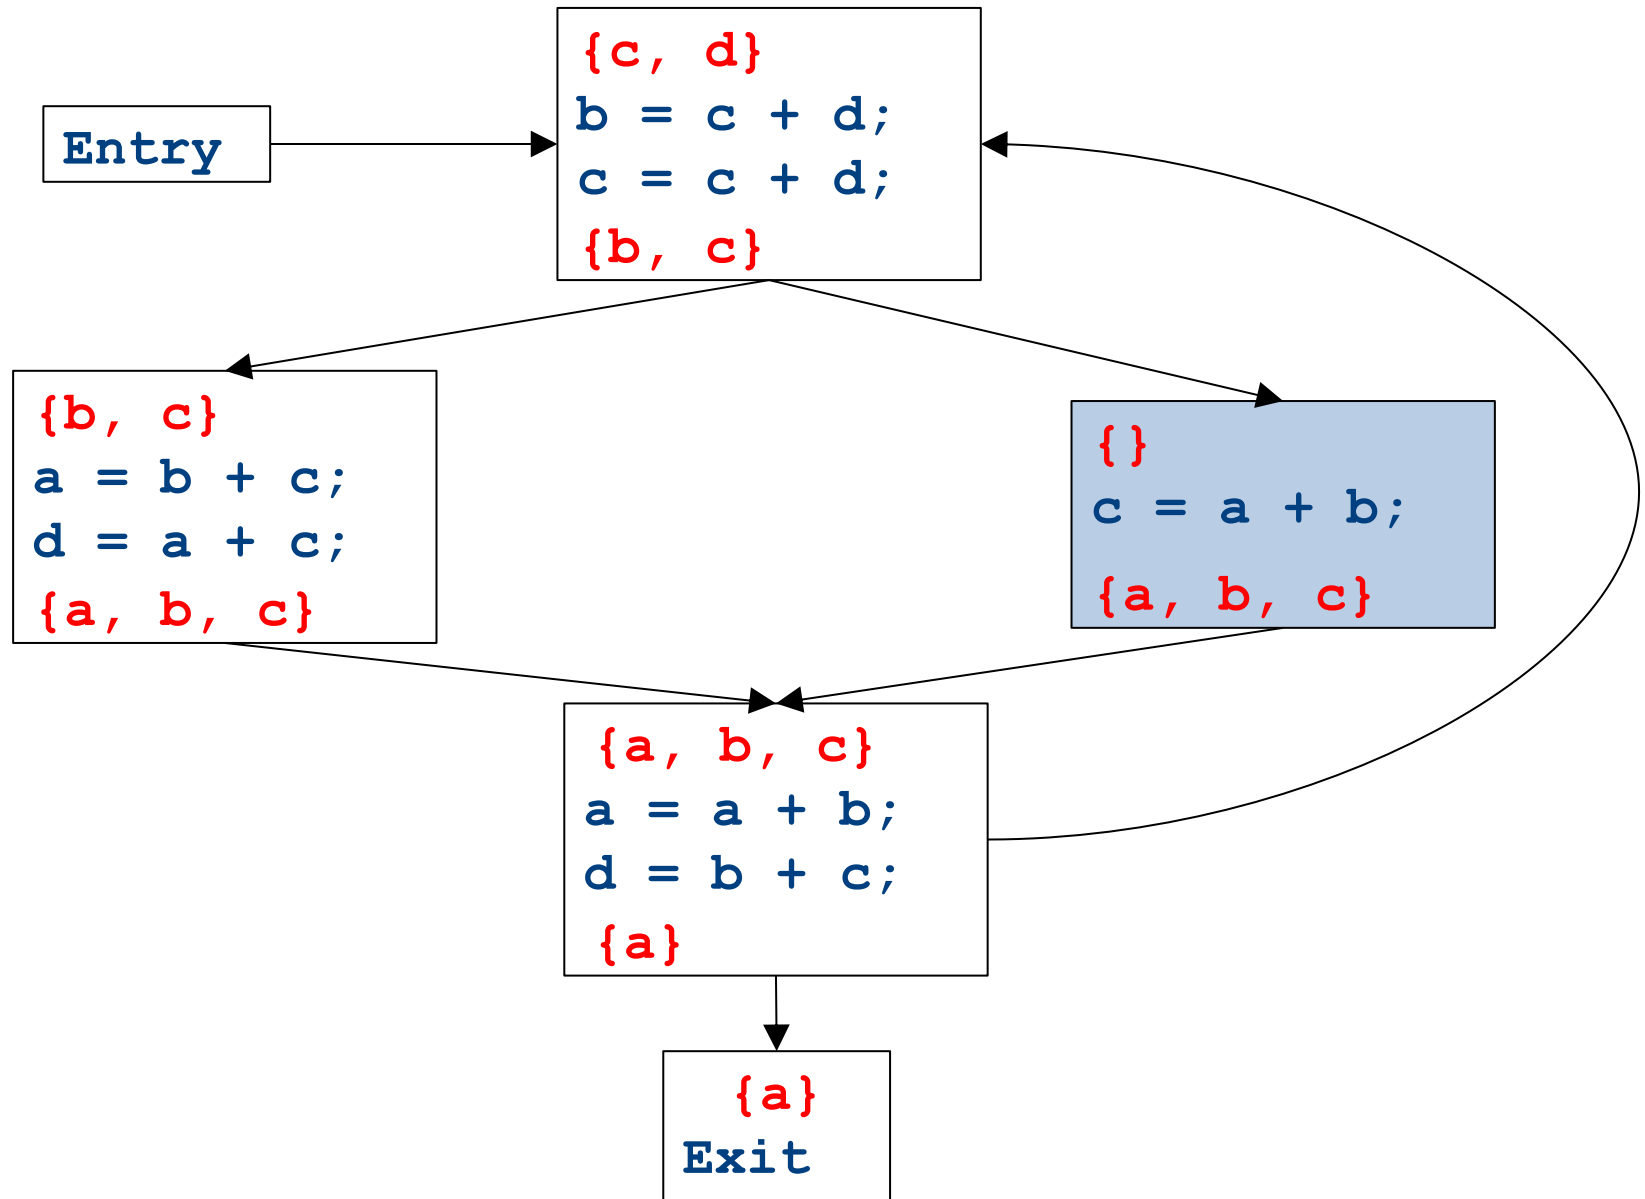 Entry
{c, d}
b = c + d;
c = c + d;
{b, c}
{b, c}
a = b + c;
d = a + c;
{a, b, c}
{}
c = a + b;
{a, b, c}
{a, b, c}
a = a + b;
d = b + c;
{a}
{a}
Exit